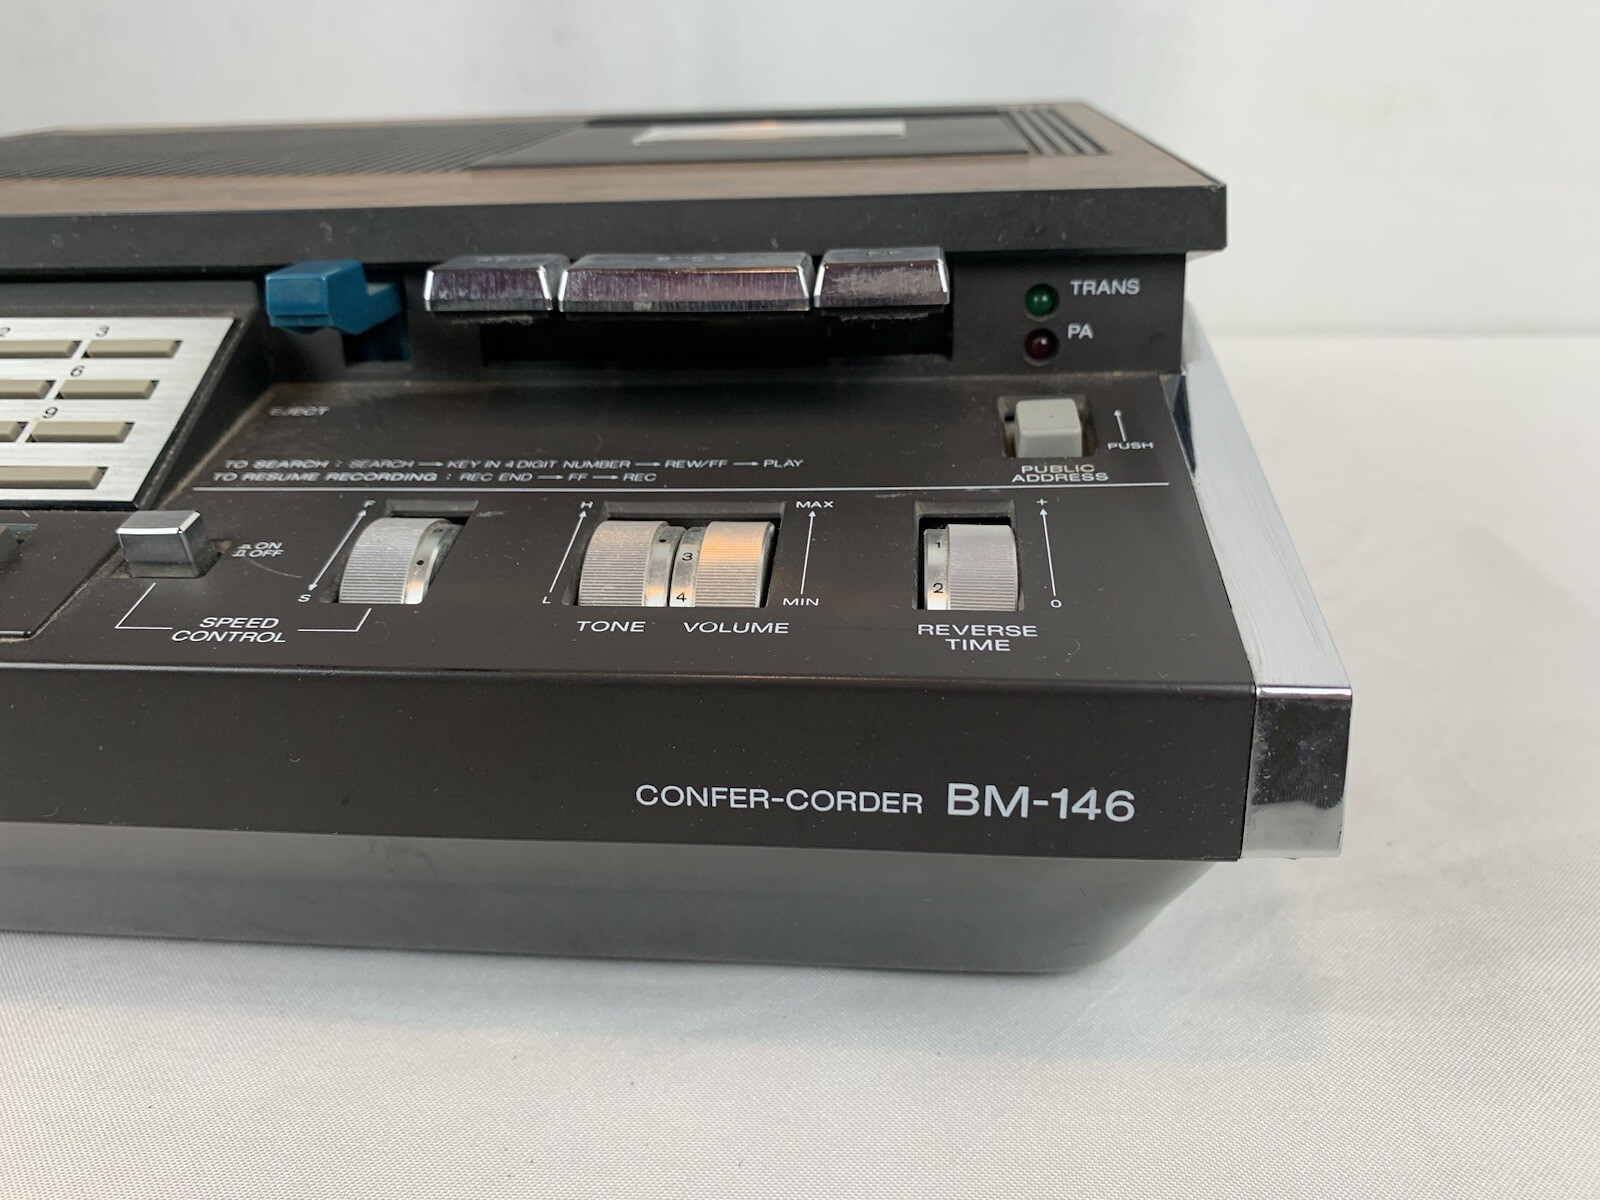 TRANS
PA
2 3
6
9
EJECT
PUSH
PUBLIC
ADDRESS
TO SEARCH : SEARCH → KEY IN 4 DIGIT NUMBER → REW/FF → PLAY
TO RESUME RECORDING : REC END → FF → REC
F
S
ON
OFF
SPEED
CONTROL
H
L
3
4
MAX
MIN
TONE VOLUME
1
2
+
0
REVERSE
TIME
CONFER-CORDER BM-146